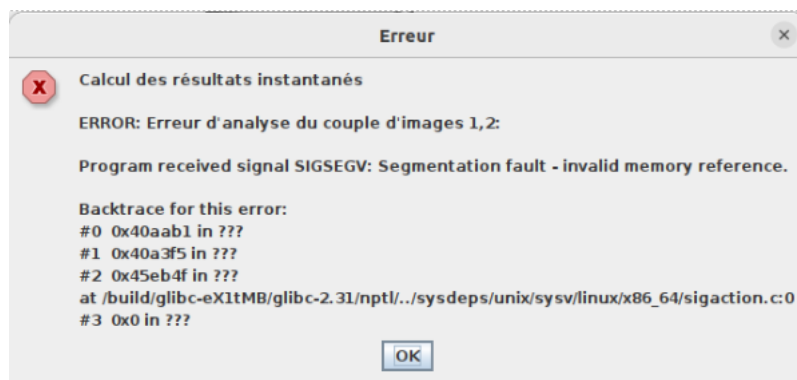 Erreur
Calcul des résultats instantanés
ERROR: Erreur d'analyse du couple d'images 1,2:
Program received signal SIGSEGV: Segmentation fault - invalid memory reference.
Backtrace for this error:
#0 0x40aab1 in ???
#1 0x40a3f5 in ???
#2 0x45eb4f in ???
at /build/glibc-eX1tMB/glibc-2.31/nptl/../sysdeps/unix/sysv/linux/x86_64/sigaction.c:0
#3 0x0 in ???
OK